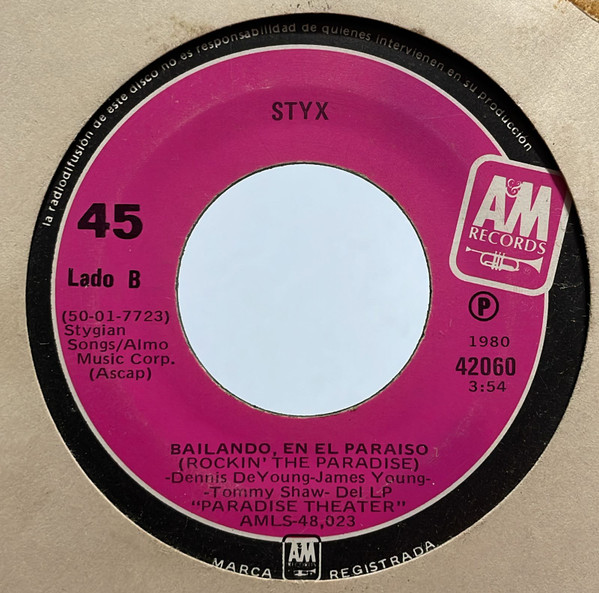 la radiodifusion de este disco no es responsabilidad de quienes intervienen en su producción
STYX
A&M
RECORDS
45
Lado B
(50-01-7723)
Stygian
Songs/Almo
Music Corp.
(Ascap)
P
1980
42060
3:54
BAILANDO, EN EL PARAISO
(ROCKIN' THE PARADISE)
-Dennis DeYoung-James Young-
-Tommy Shaw- Del LP
"PARADISE THEATER"
AMLS-48,023
A&M
RECORDS
MARCA REGISTRADA